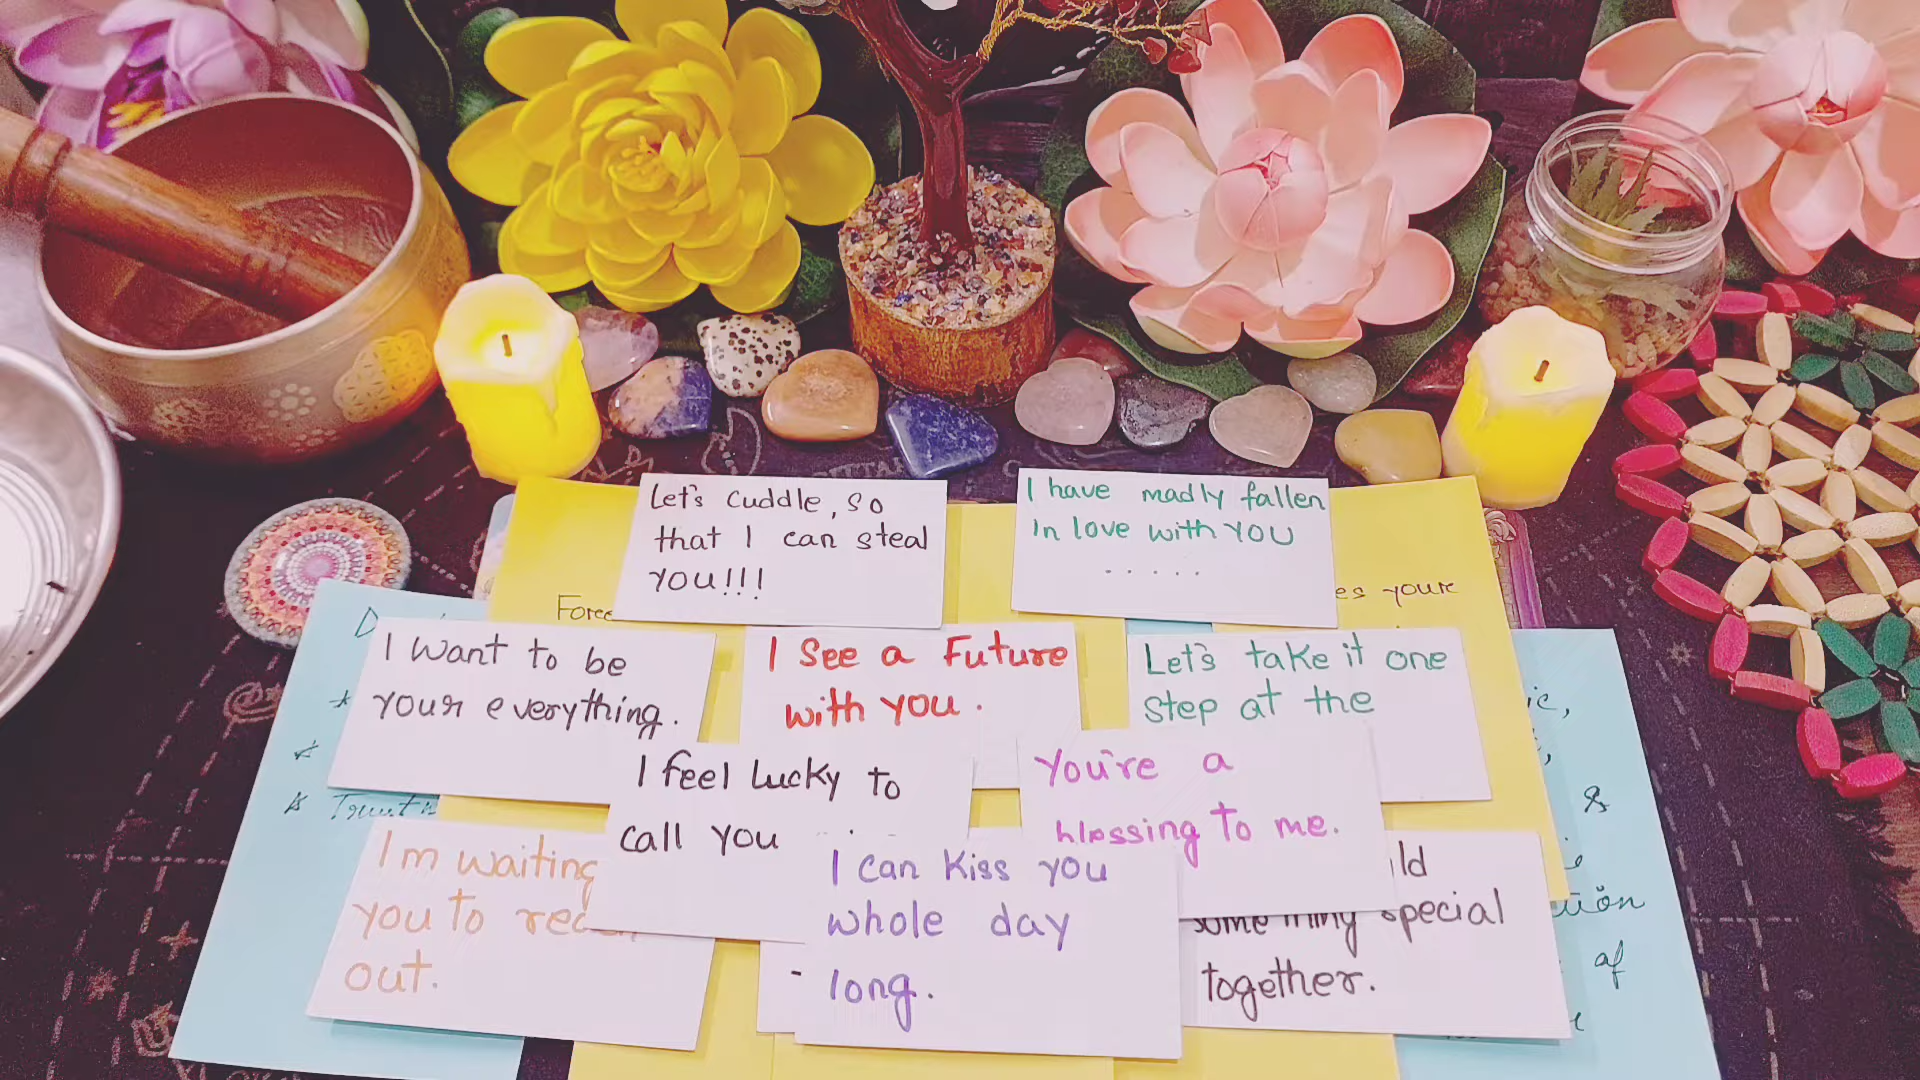 Let's cuddle, so
that I can steal
you!!!
I have madly fallen
in love with you
.....
I want to be
your everything.
I see a future
with you.
Let's take it one
step at the
I feel lucky to
call you
You're a
blessing to me.
I'm waiting
you to
out.
I can kiss you
whole day
long.
something special
together.